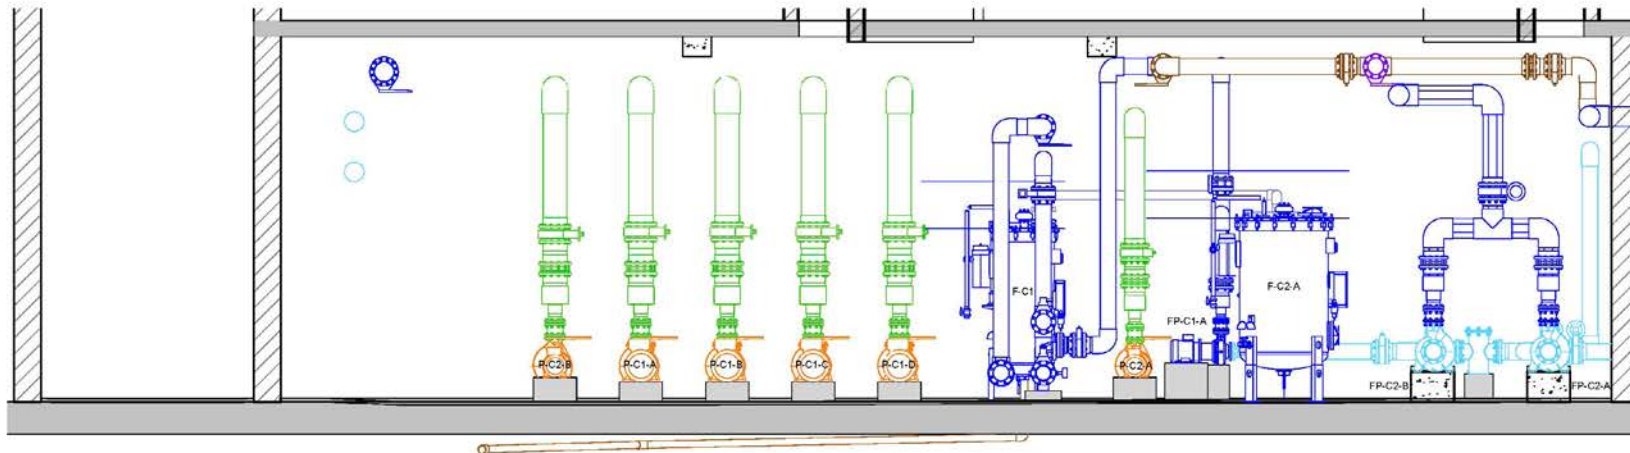 P-C2-B
P-C1-A
P-C1-B
P-C1-C
P-C1-D
F-C1
P-C2-A
FP-C1-A
F-C2-A
FP-C2-B
FP-C2-A